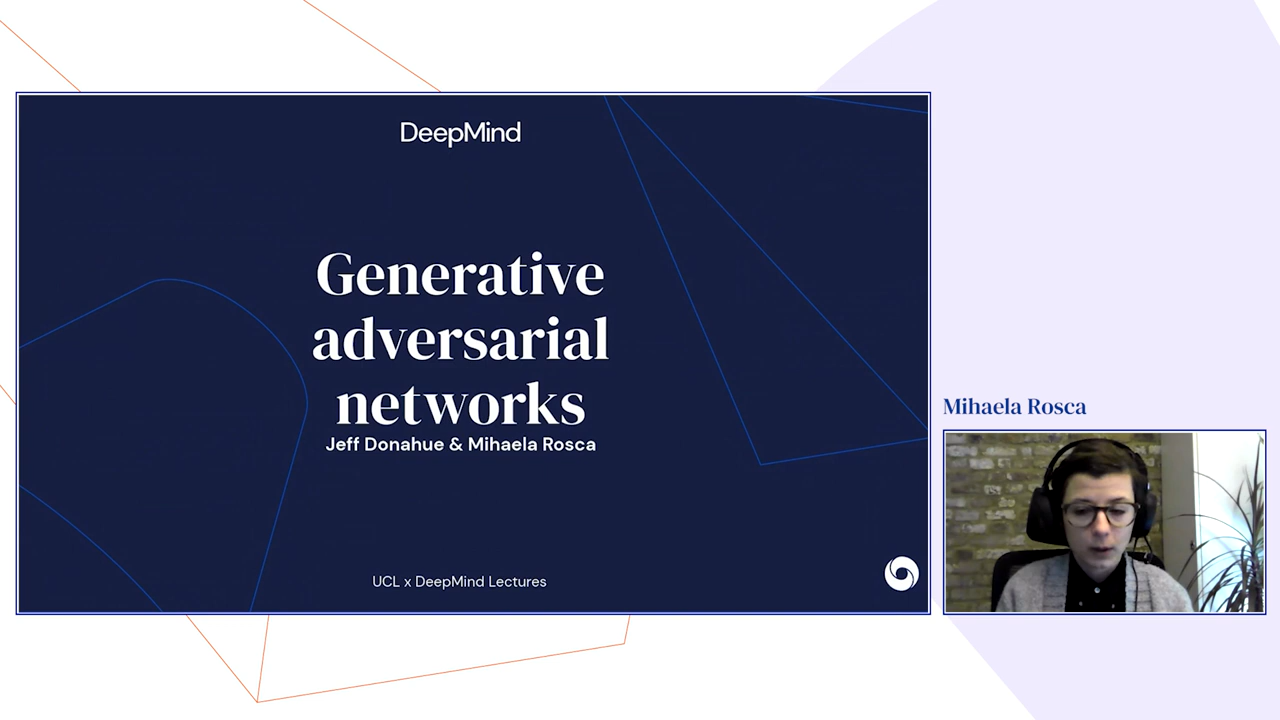 DeepMind
Generative
adversarial
networks
Jeff Donahue & Mihaela Rosca
UCL x DeepMind Lectures
Mihaela Rosca